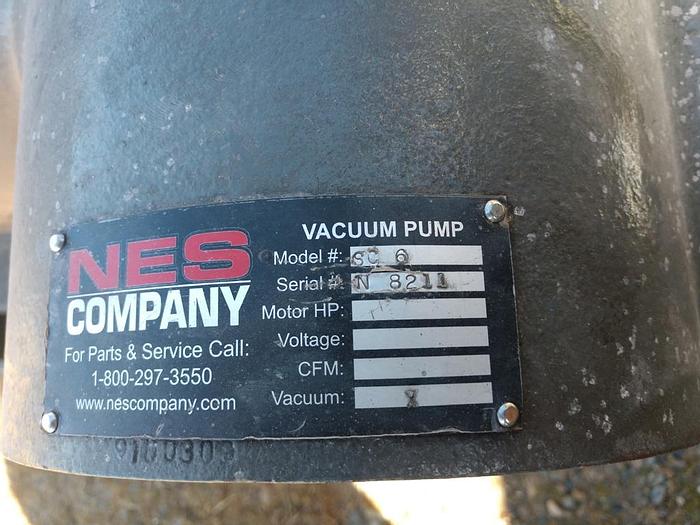 NES
COMPANY
For Parts & Service Call:
1-800-297-3550
www.nescompany.com
VACUUM PUMP
Model #: SC 6
Serial #: N 8211
Motor HP:
Voltage:
CFM:
Vacuum: